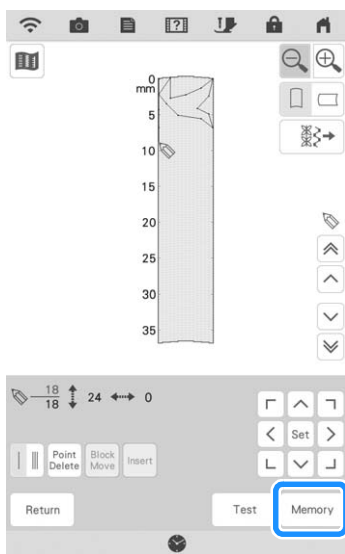 ?
0
mm
5
10
15
20
25
30
35
18
18
24
0
Point
Delete
Block
Move
Insert
Set
Return
Test
Memory